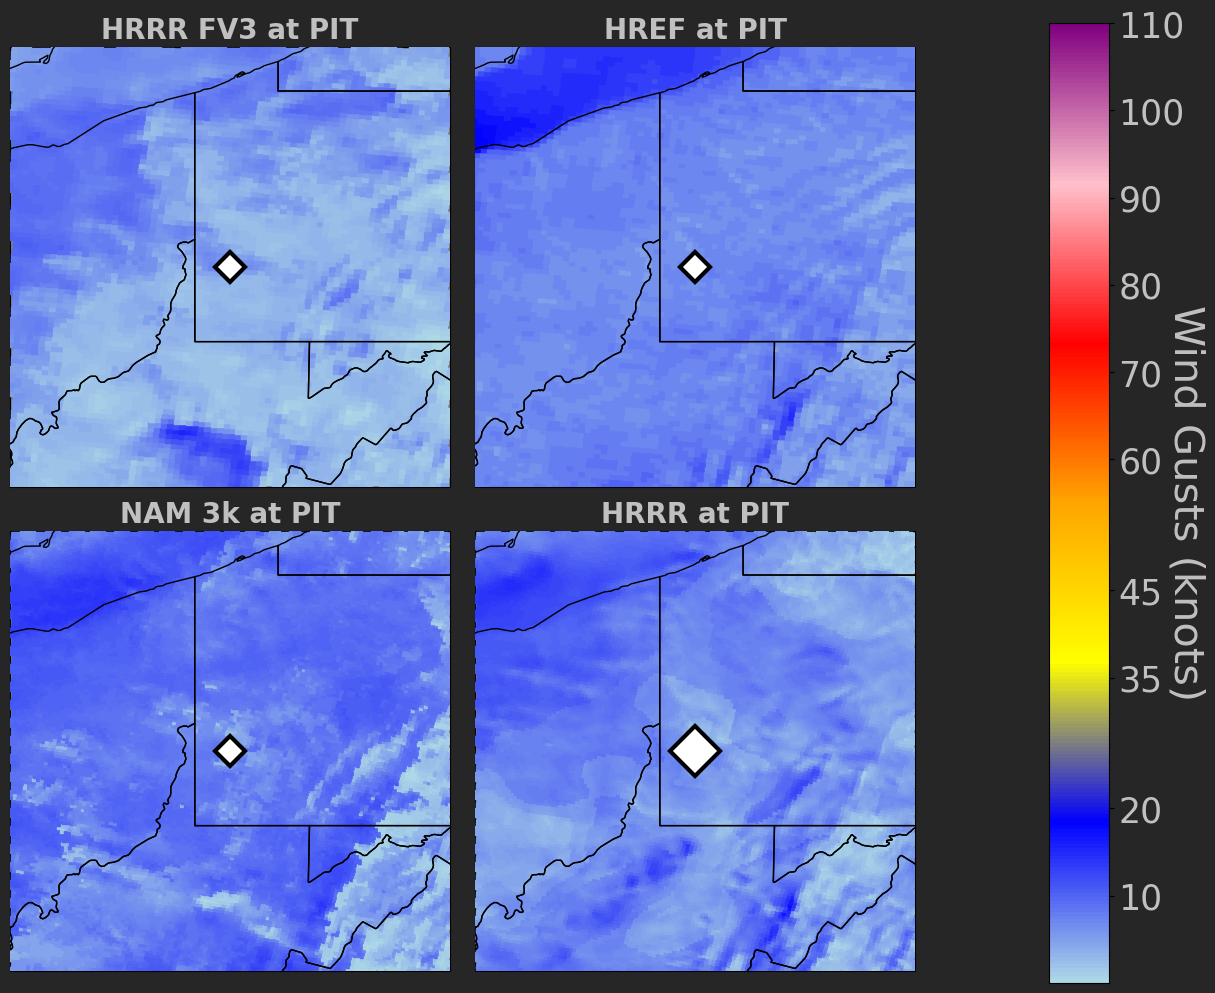 HRRR FV3 at PIT
HREF at PIT
NAM 3k at PIT
HRRR at PIT
110
100
90
80
70
60
45
35
20
10
Wind Gusts (knots)